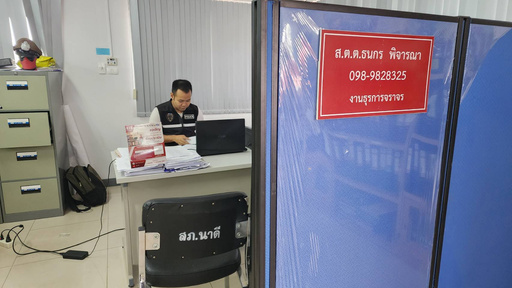 ส.ต.ต.ธนกร พิจารณา
098-9828325
งานธุรการจราจร
สภ.นาดี